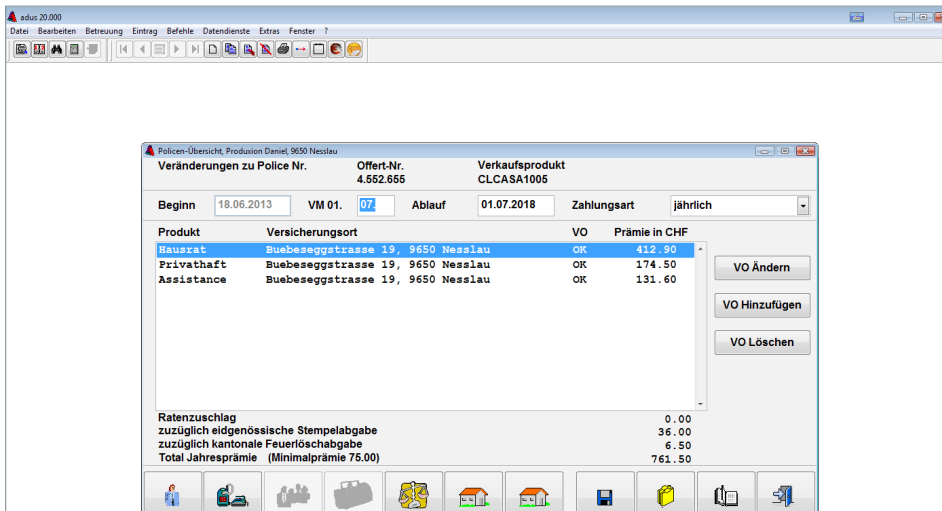 adus 20.000
Datei Bearbeiten Betreuung Eintrag Befehle Datendienste Extras Fenster ?
Policen-Übersicht, Produxion Daniel, 9650 Nesslau
Veränderungen zu Police Nr. Offert-Nr. Verkaufsprodukt
4.552.655 CLCASA1005
Beginn 18.06.2013 VM 01. 07. Ablauf 01.07.2018 Zahlungsart jährlich
Produkt Versicherungsort VO Prämie in CHF
Hausrat Buebeseggstrasse 19, 9650 Nesslau OK 412.90
Privathaft Buebeseggstrasse 19, 9650 Nesslau OK 174.50
Assistance Buebeseggstrasse 19, 9650 Nesslau OK 131.60
VO Ändern
VO Hinzufügen
VO Löschen
Ratenzuschlag 0.00
zuzüglich eidgenössische Stempelabgabe 36.00
zuzüglich kantonale Feuerlöschabgabe 6.50
Total Jahresprämie (Minimalprämie 75.00) 761.50